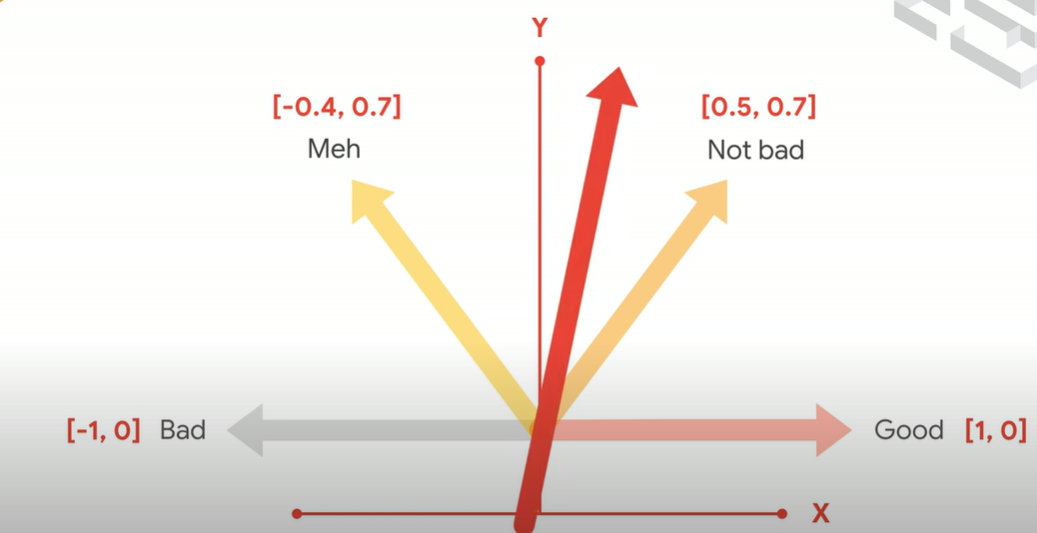 Y
[-0.4, 0.7]
Meh
[0.5, 0.7]
Not bad
[-1, 0] Bad
Good [1, 0]
X